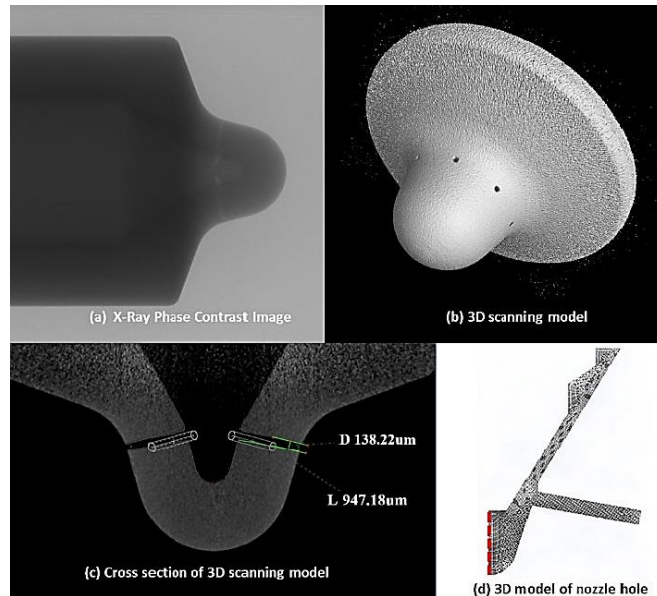 (a) X-Ray Phase Contrast Image
(b) 3D scanning model
D 138.22um
L 947.18um
(c) Cross section of 3D scanning model
(d) 3D model of nozzle hole